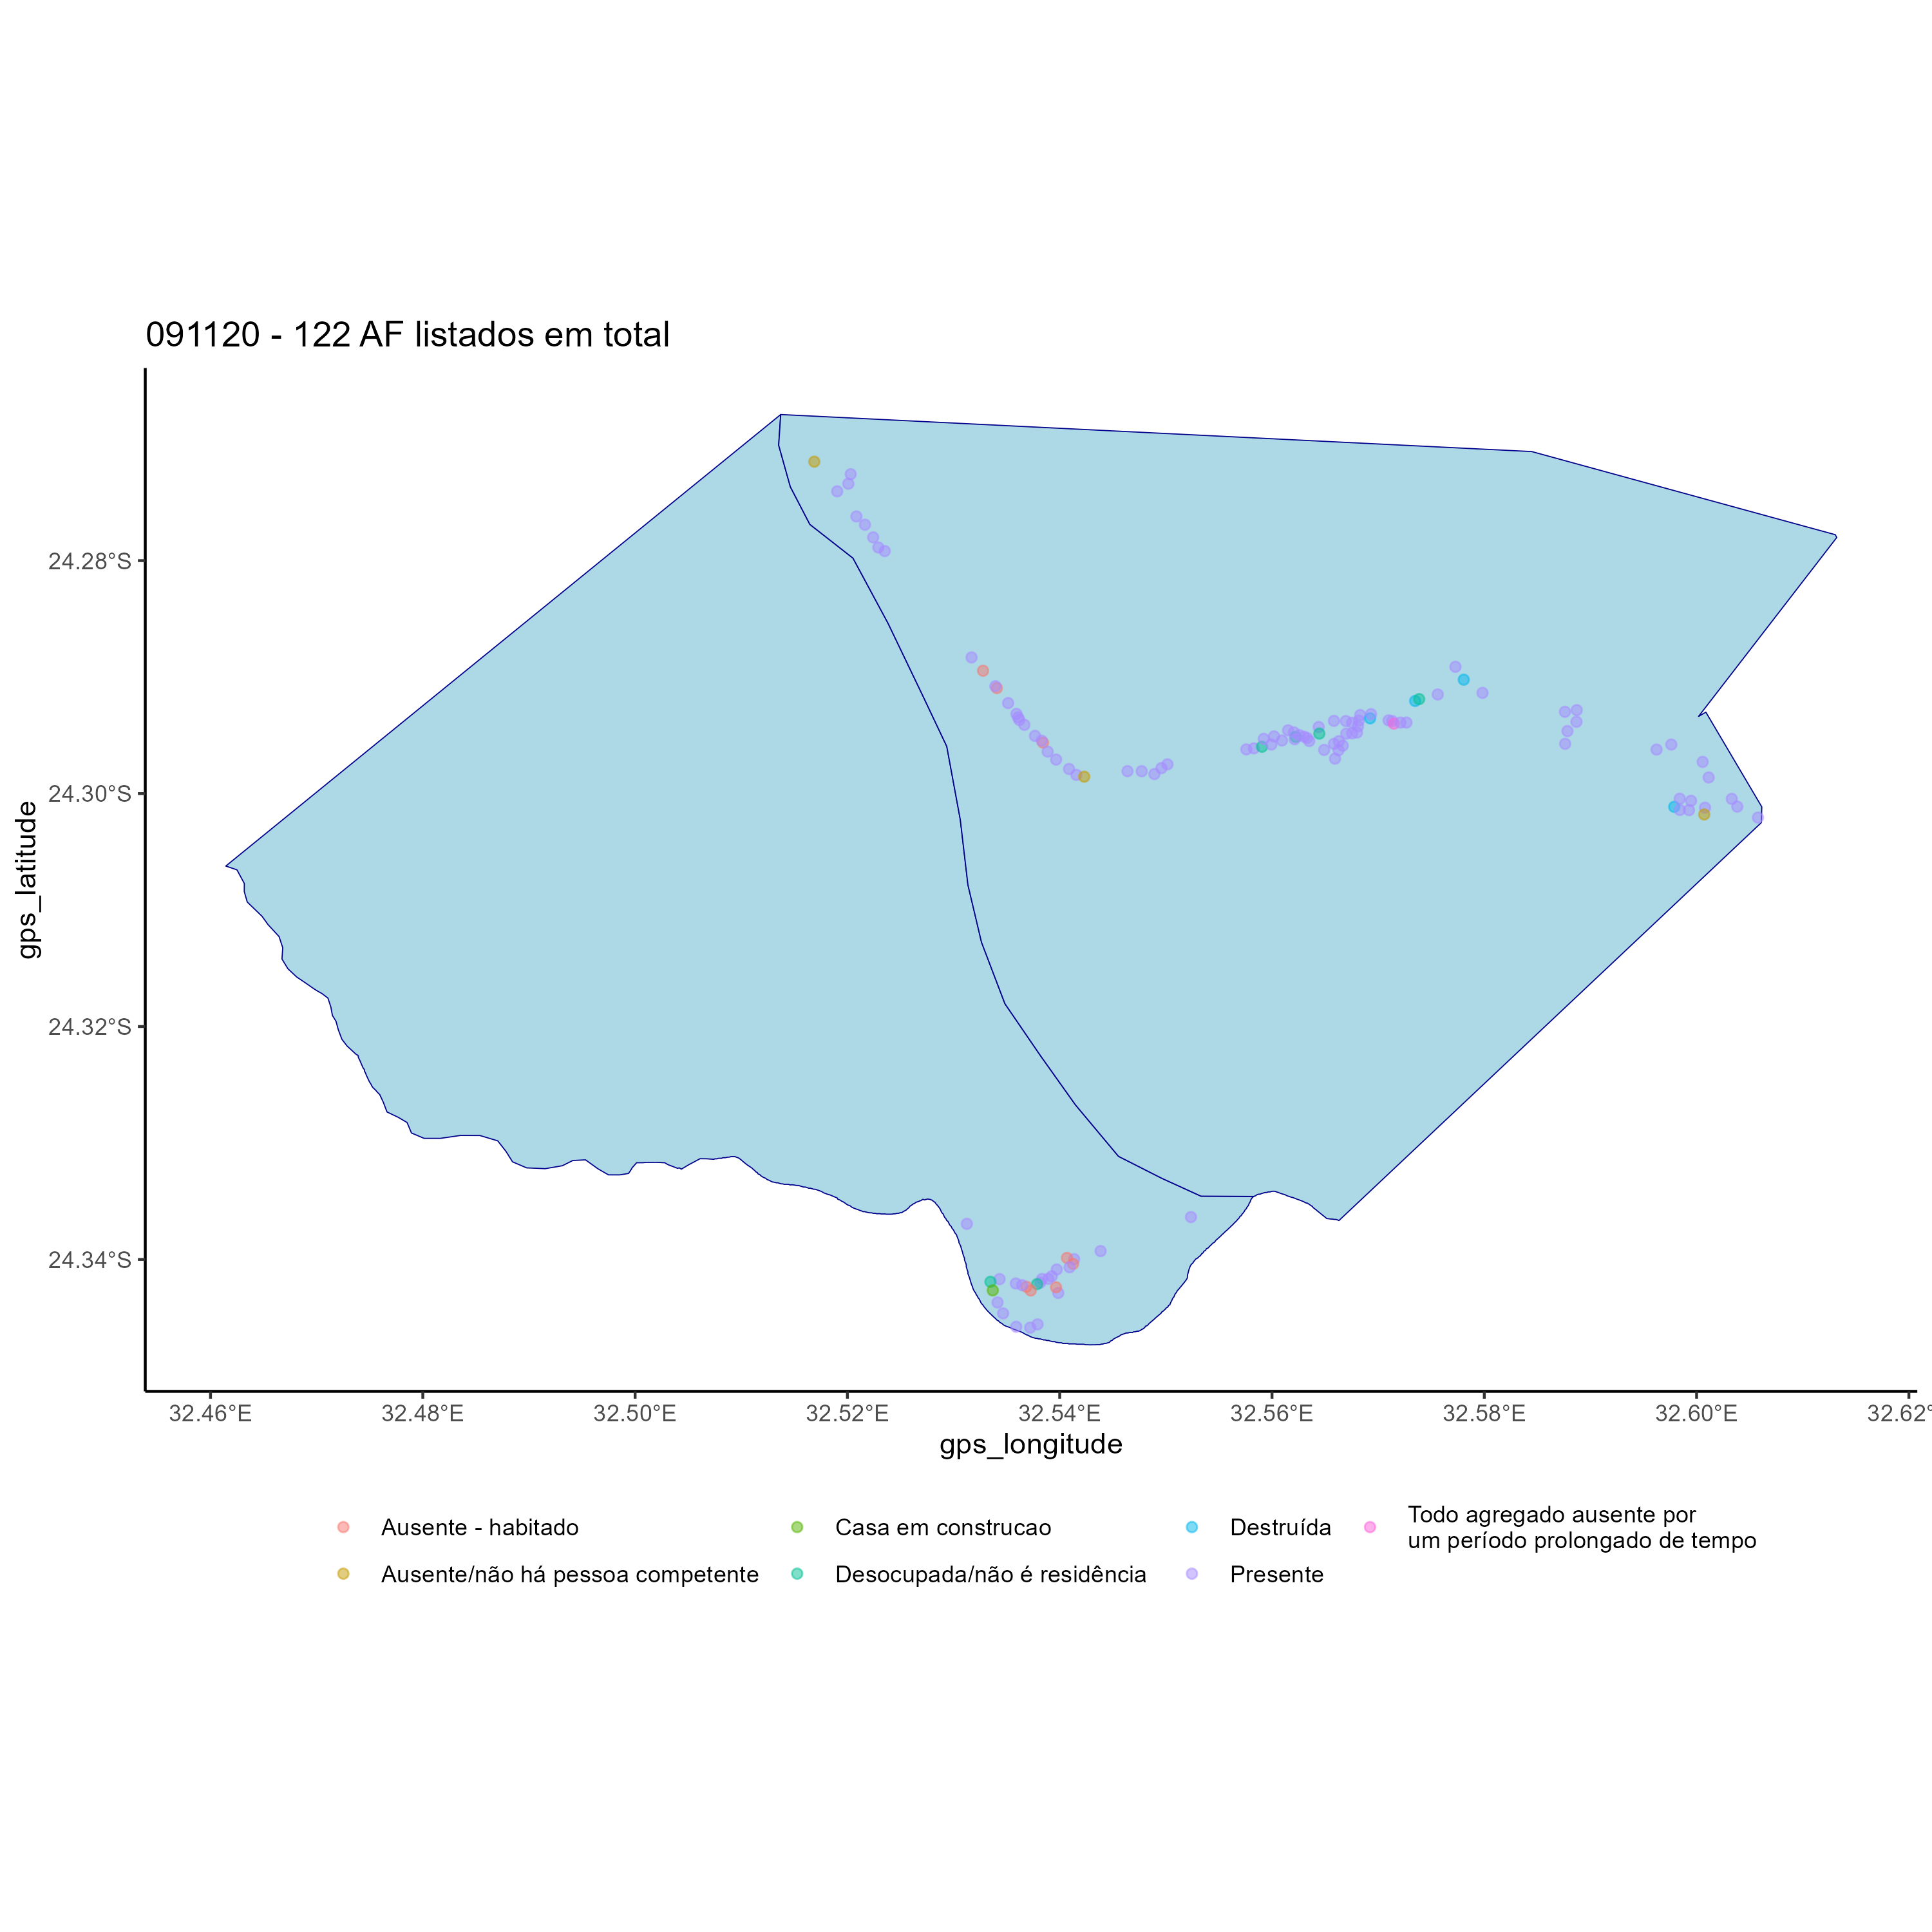 091120 - 122 AF listados em total
24.28°S
24.30°S
24.32°S
24.34°S
gps_latitude
32.46°E
32.48°E
32.50°E
32.52°E
32.54°E
32.56°E
32.58°E
32.60°E
32.62°
gps_longitude
Ausente - habitado
Ausente/não há pessoa competente
Casa em construcao
Desocupada/não é residência
Destruída
Presente
Todo agregado ausente por
um período prolongado de tempo